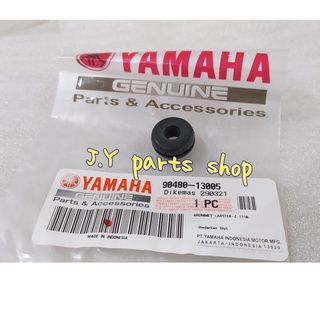 YAMAHA
GENUINE
Parts & Accessories
J.Y parts shop
YAMAHA
Parts & Accessories
90480-13005
Dikemas 290321
1 PC
MADE IN INDONESIA
PT. YAMAHA INDONESIA MOTOR MFG.
JAKARTA-INDONESIA 13920